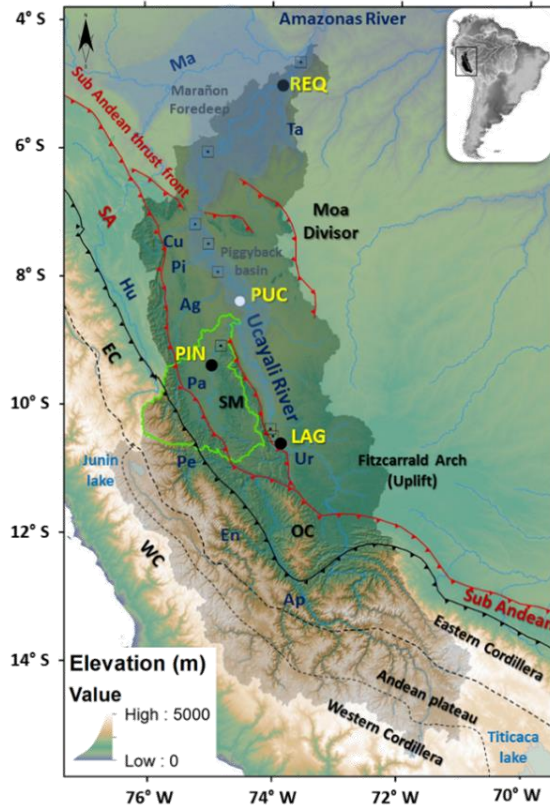 4° S
Amazonas River
Ma
REQ
Marañon
Foredeep
Ta
6° S
Sub Andean thrust front
SA
Moa
Divisor
Cu
Piggyback
basin
Pi
8° S
Hu
Ag
PUC
Ucayali River
EC
PIN
Pa
SM
10° S
LAG
Ur
Junin
lake
Pe
Fitzcarrald Arch
(Uplift)
12° S
WC
En
OC
Ap
Sub Andean
Eastern Cordillera
14° S
Elevation (m)
Value
High : 5000
Low : 0
Andean plateau
Western Cordillera
Titicaca
lake
76° W
74° W
72° W
70° W